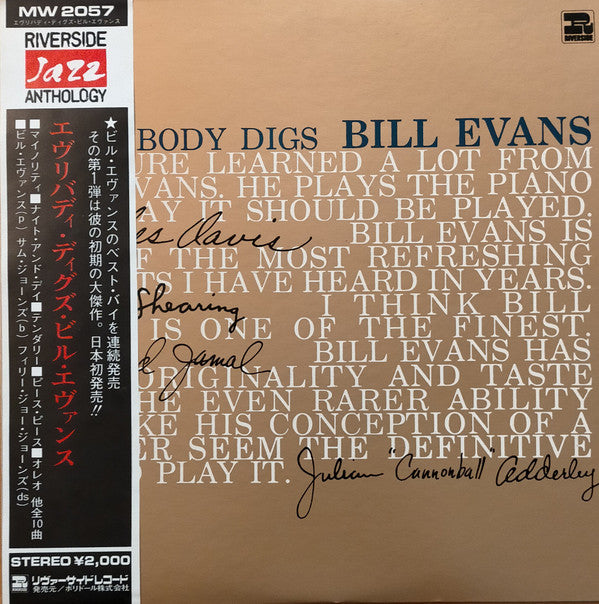 MW 2057
エヴリバディ・ディグズ・ビル・エヴァンス
RIVERSIDE
Jazz
ANTHOLOGY
★ビル・エヴァンスのベスト・バイを連続発売
その第1弾は彼の初期の大傑作。日本初発売!!
エヴリバディ・ディグズ・ビル・エヴァンス
■マイノリティ■ナイト・アンド・デイ■テンダリー■ピース・ピース■オレオ 他全10曲
■ビル・エヴァンス(p) サム・ジョーンズ(b) フィリー・ジョー・ジョーンズ(ds)
STEREO ¥2,000
R RIVERSIDE リヴァーサイドレコード
発売元/ポリドール株式会社
R
RIVERSIDE
BODY DIGS BILL EVANS
URE LEARNED A LOT FROM
VANS. HE PLAYS THE PIANO
AY IT SHOULD BE PLAYED.
es Davis BILL EVANS IS
F THE MOST REFRESHING
TS I HAVE HEARD IN YEARS.
Shearing I THINK BILL
IS ONE OF THE FINEST.
d Jamal BILL EVANS HAS
ORIGINALITY AND TASTE
HE EVEN RARER ABILITY
KE HIS CONCEPTION OF A
ER SEEM THE DEFINITIVE
O PLAY IT. Julian "Cannonball" Adderley